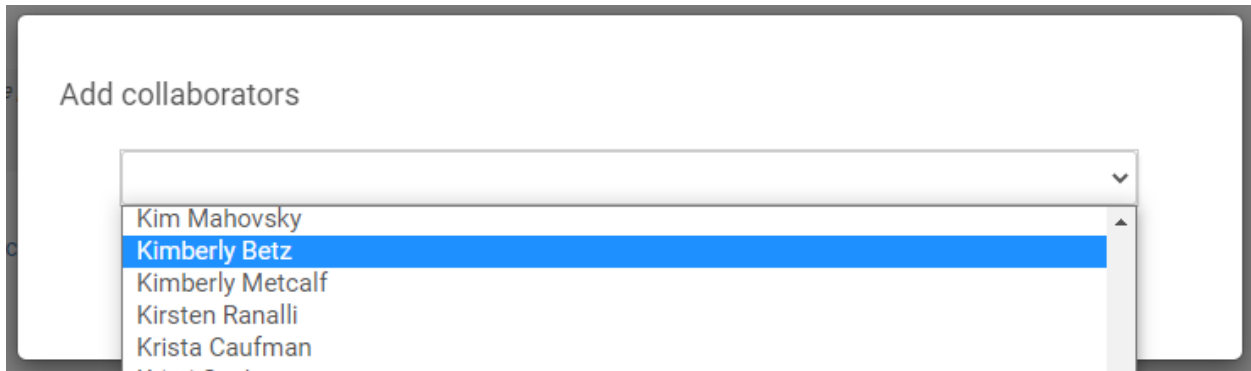 Add collaborators
Kim Mahovsky
Kimberly Betz
Kimberly Metcalf
Kirsten Ranalli
Krista Caufman